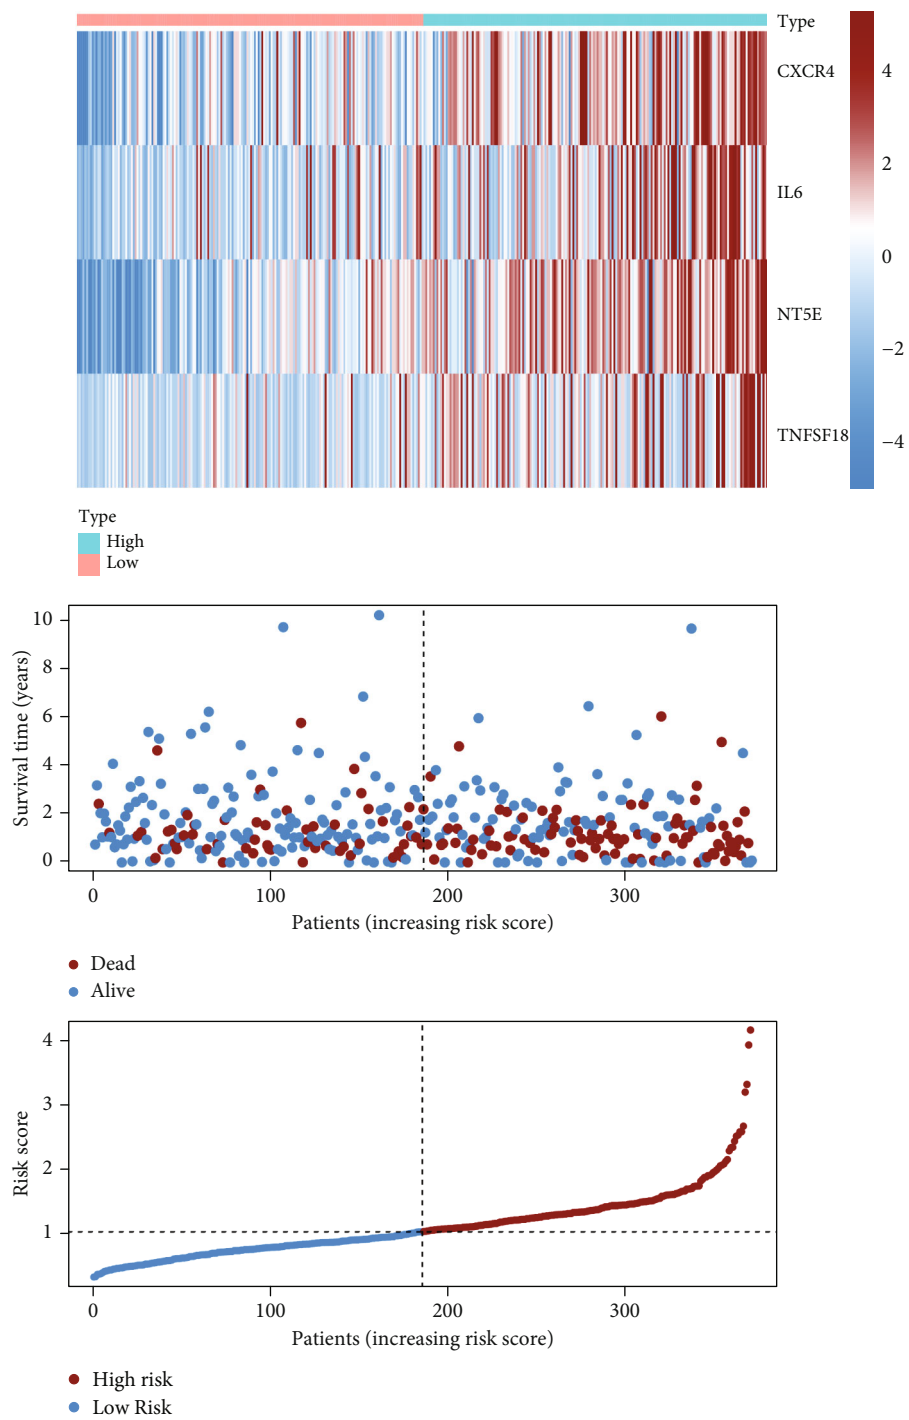 Type
CXCR4
IL6
NT5E
TNFSF18
4
2
0
−2
−4
Type
High
Low
Survival time (years)
10
8
6
4
2
0
0 100 200 300
Patients (increasing risk score)
Dead
Alive
Risk score
4
3
2
1
0 100 200 300
Patients (increasing risk score)
High risk
Low Risk